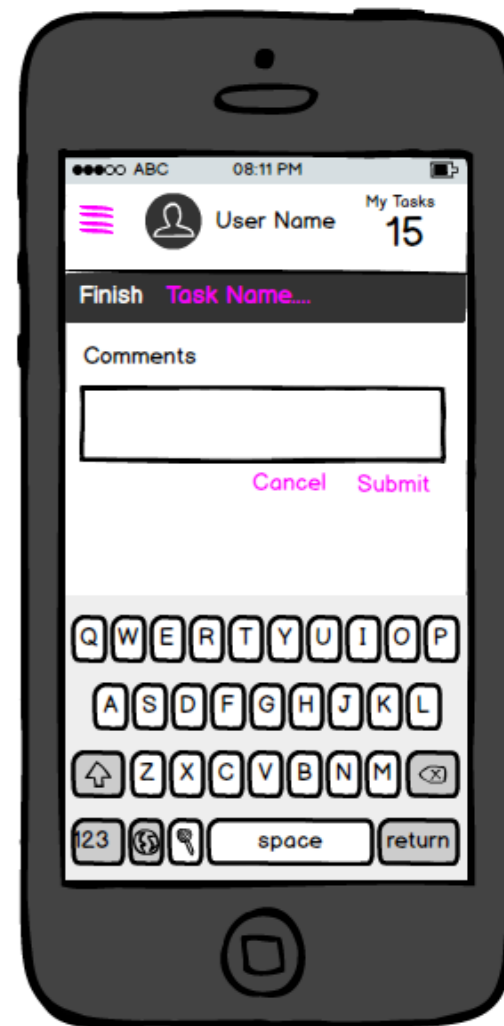 ABC 08:11 PM
User Name My Tasks 15
Finish Task Name....
Comments
Cancel Submit
Q W E R T Y U I O P
A S D F G H J K L
Z X C V B N M
123 space return